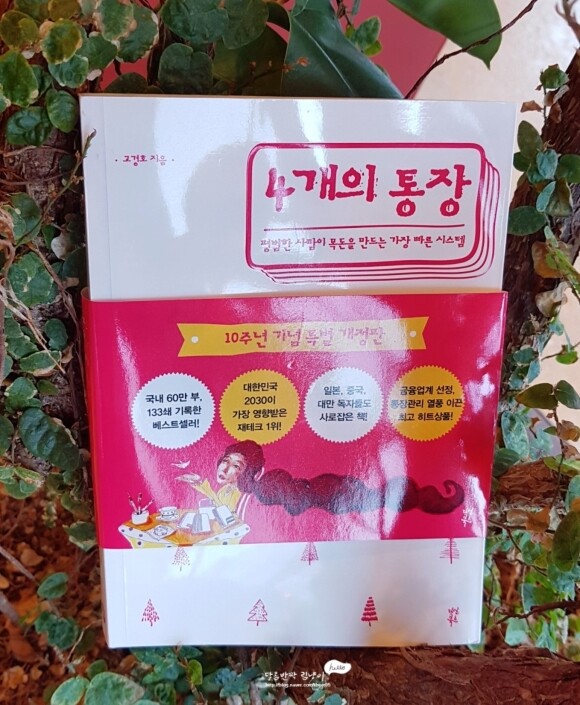 · 고경호 지음 ·
4개의 통장
평범한 사람이 목돈을 만드는 가장 빠른 시스템
10주년 기념 특별 개정판
국내 60만 부,
133쇄 기록한
베스트셀러!
대한민국
2030이
가장 영향받은
재테크 1위!
일본, 중국,
대만 독자들도
사로잡은 책!
금융업계 선정,
통장관리 열풍 이끈
최고 히트상품!
hello